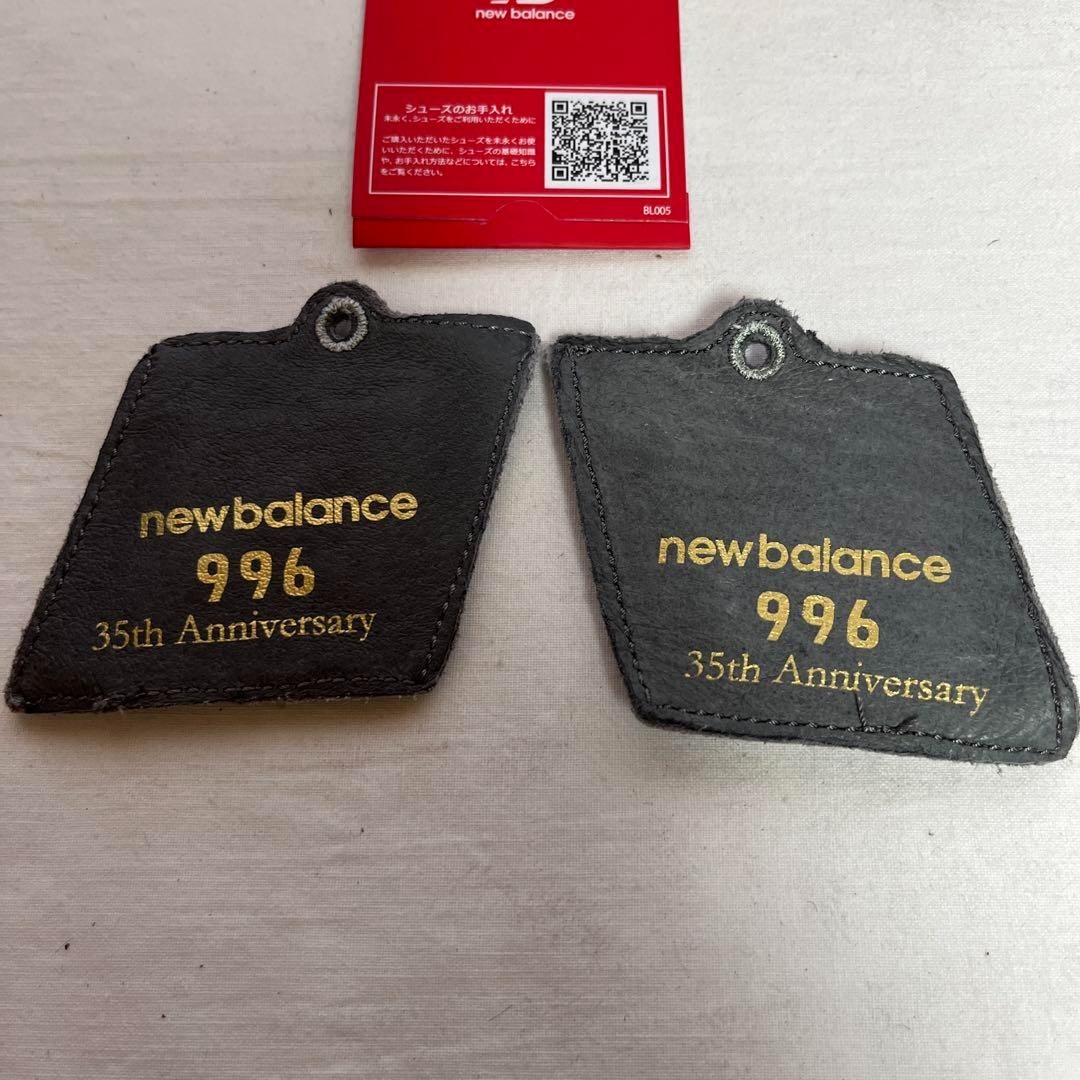 new balance
シューズのお手入れ
末永く、シューズをご利用いただくために
ご購入いただいたシューズを末永くお使
いいただくために、シューズの基礎知識
や、お手入れ方法などについては、こちら
をご覧ください。
BL005
newbalance
996
35th Anniversary
newbalance
996
35th Anniversary